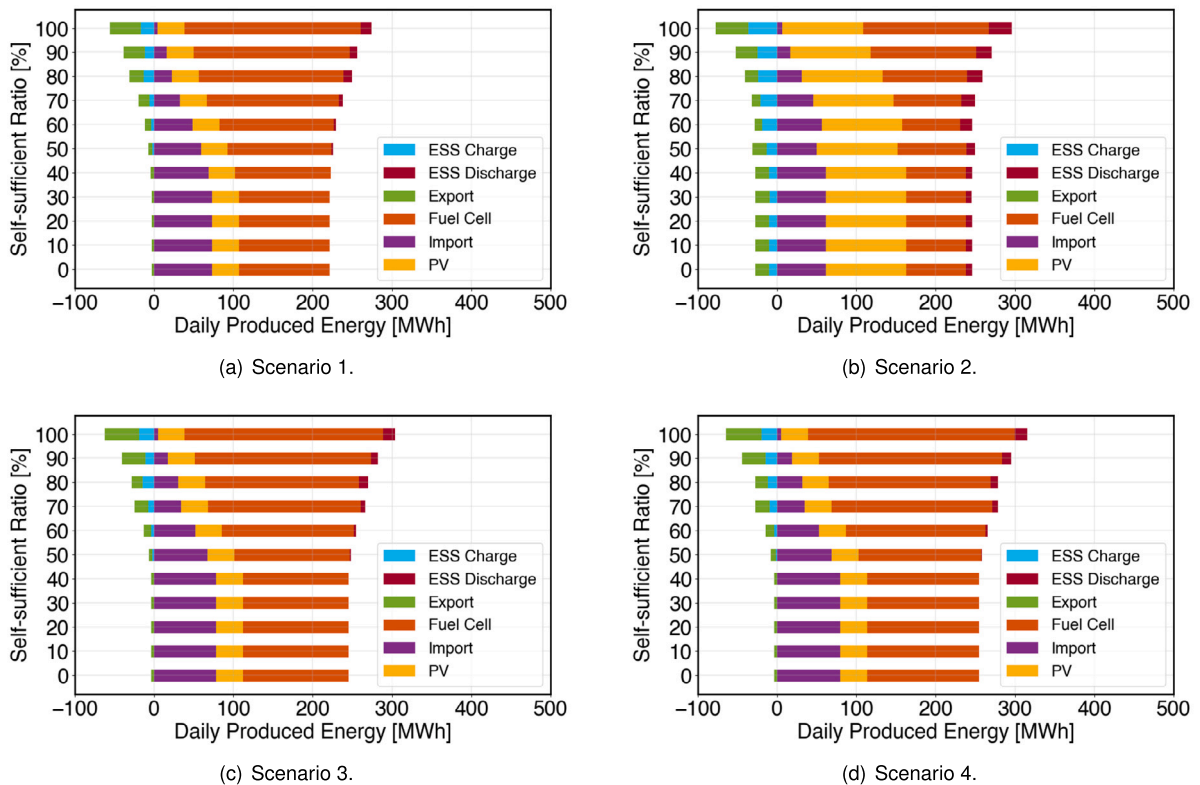 Self-sufficient Ratio [%]
100
90
80
70
60
50
40
30
20
10
0
ESS Charge
ESS Discharge
Export
Fuel Cell
Import
PV
−100 0 100 200 300 400 500
Daily Produced Energy [MWh]
(a) Scenario 1.
Self-sufficient Ratio [%]
100
90
80
70
60
50
40
30
20
10
0
ESS Charge
ESS Discharge
Export
Fuel Cell
Import
PV
−100 0 100 200 300 400 500
Daily Produced Energy [MWh]
(b) Scenario 2.
Self-sufficient Ratio [%]
100
90
80
70
60
50
40
30
20
10
0
ESS Charge
ESS Discharge
Export
Fuel Cell
Import
PV
−100 0 100 200 300 400 500
Daily Produced Energy [MWh]
(c) Scenario 3.
Self-sufficient Ratio [%]
100
90
80
70
60
50
40
30
20
10
0
ESS Charge
ESS Discharge
Export
Fuel Cell
Import
PV
−100 0 100 200 300 400 500
Daily Produced Energy [MWh]
(d) Scenario 4.